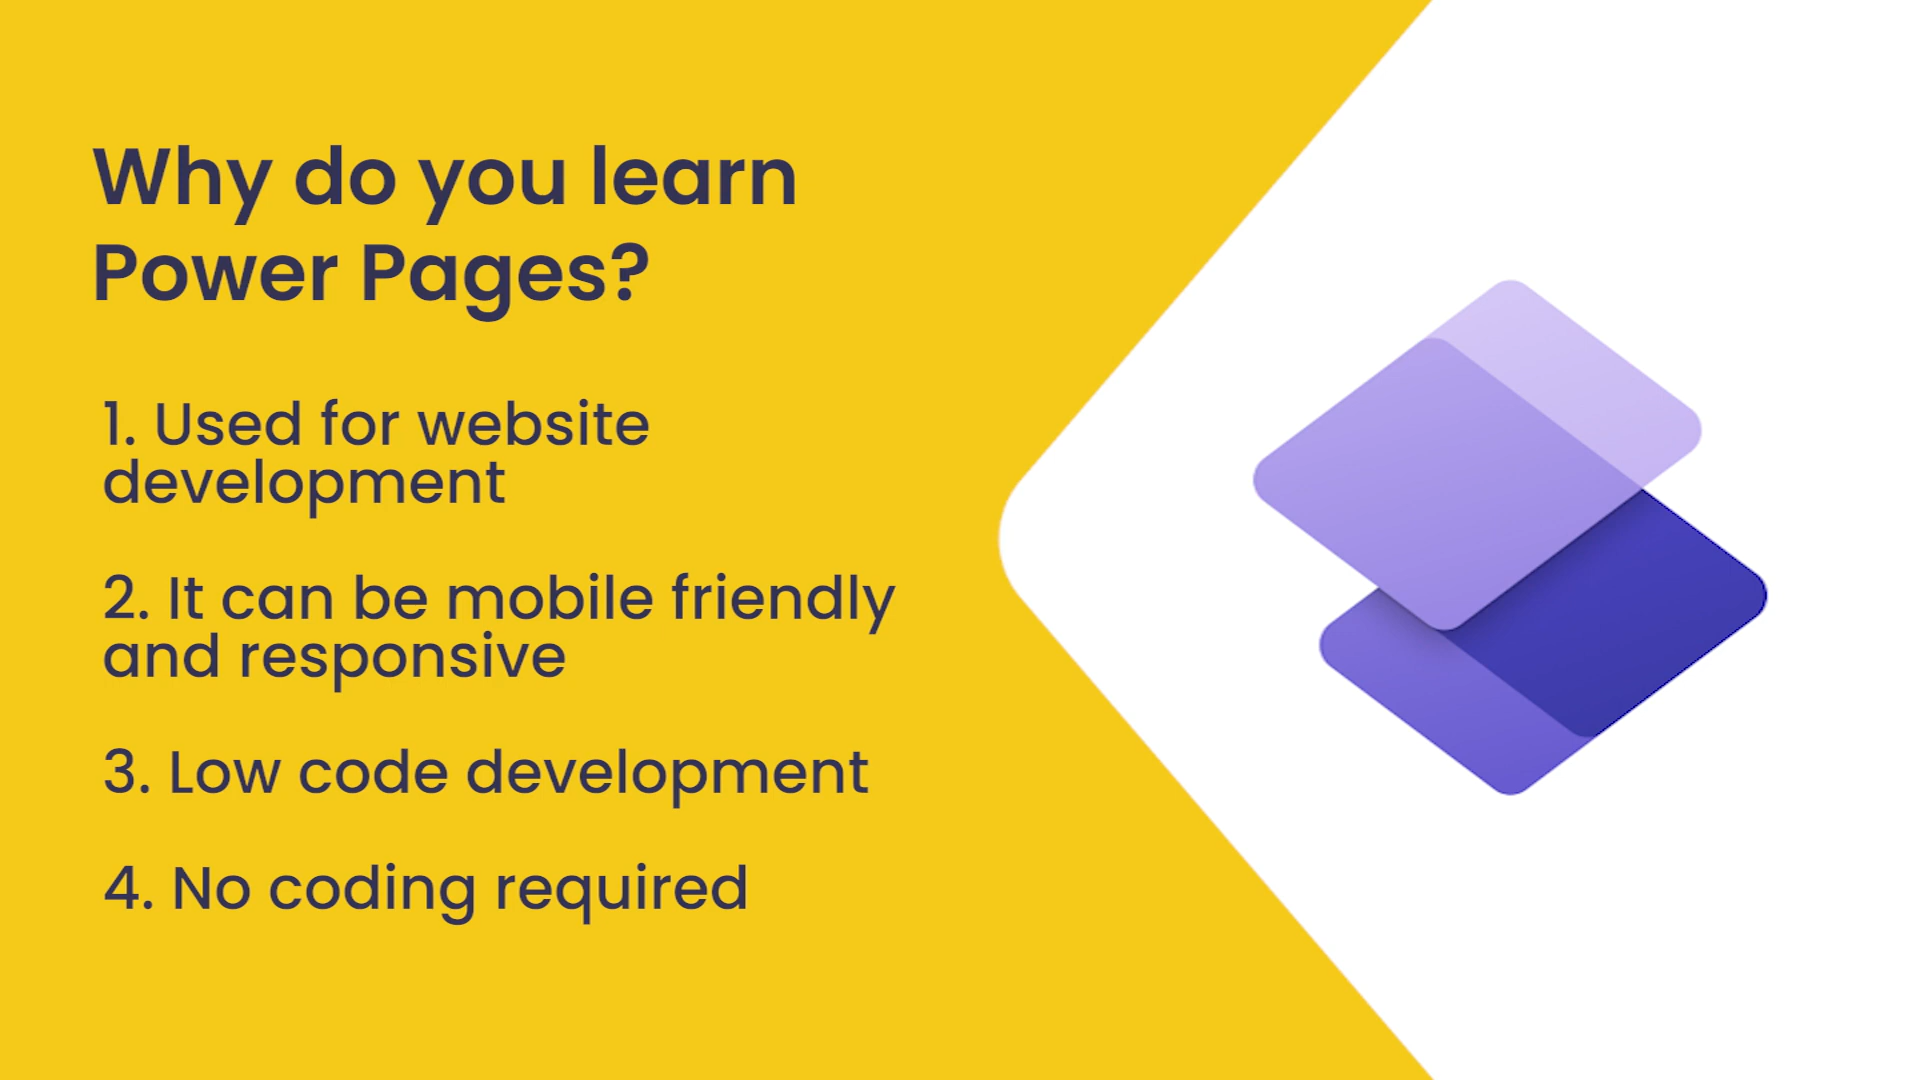 Why do you learn
Power Pages?
1. Used for website
development
2. It can be mobile friendly
and responsive
3. Low code development
4. No coding required